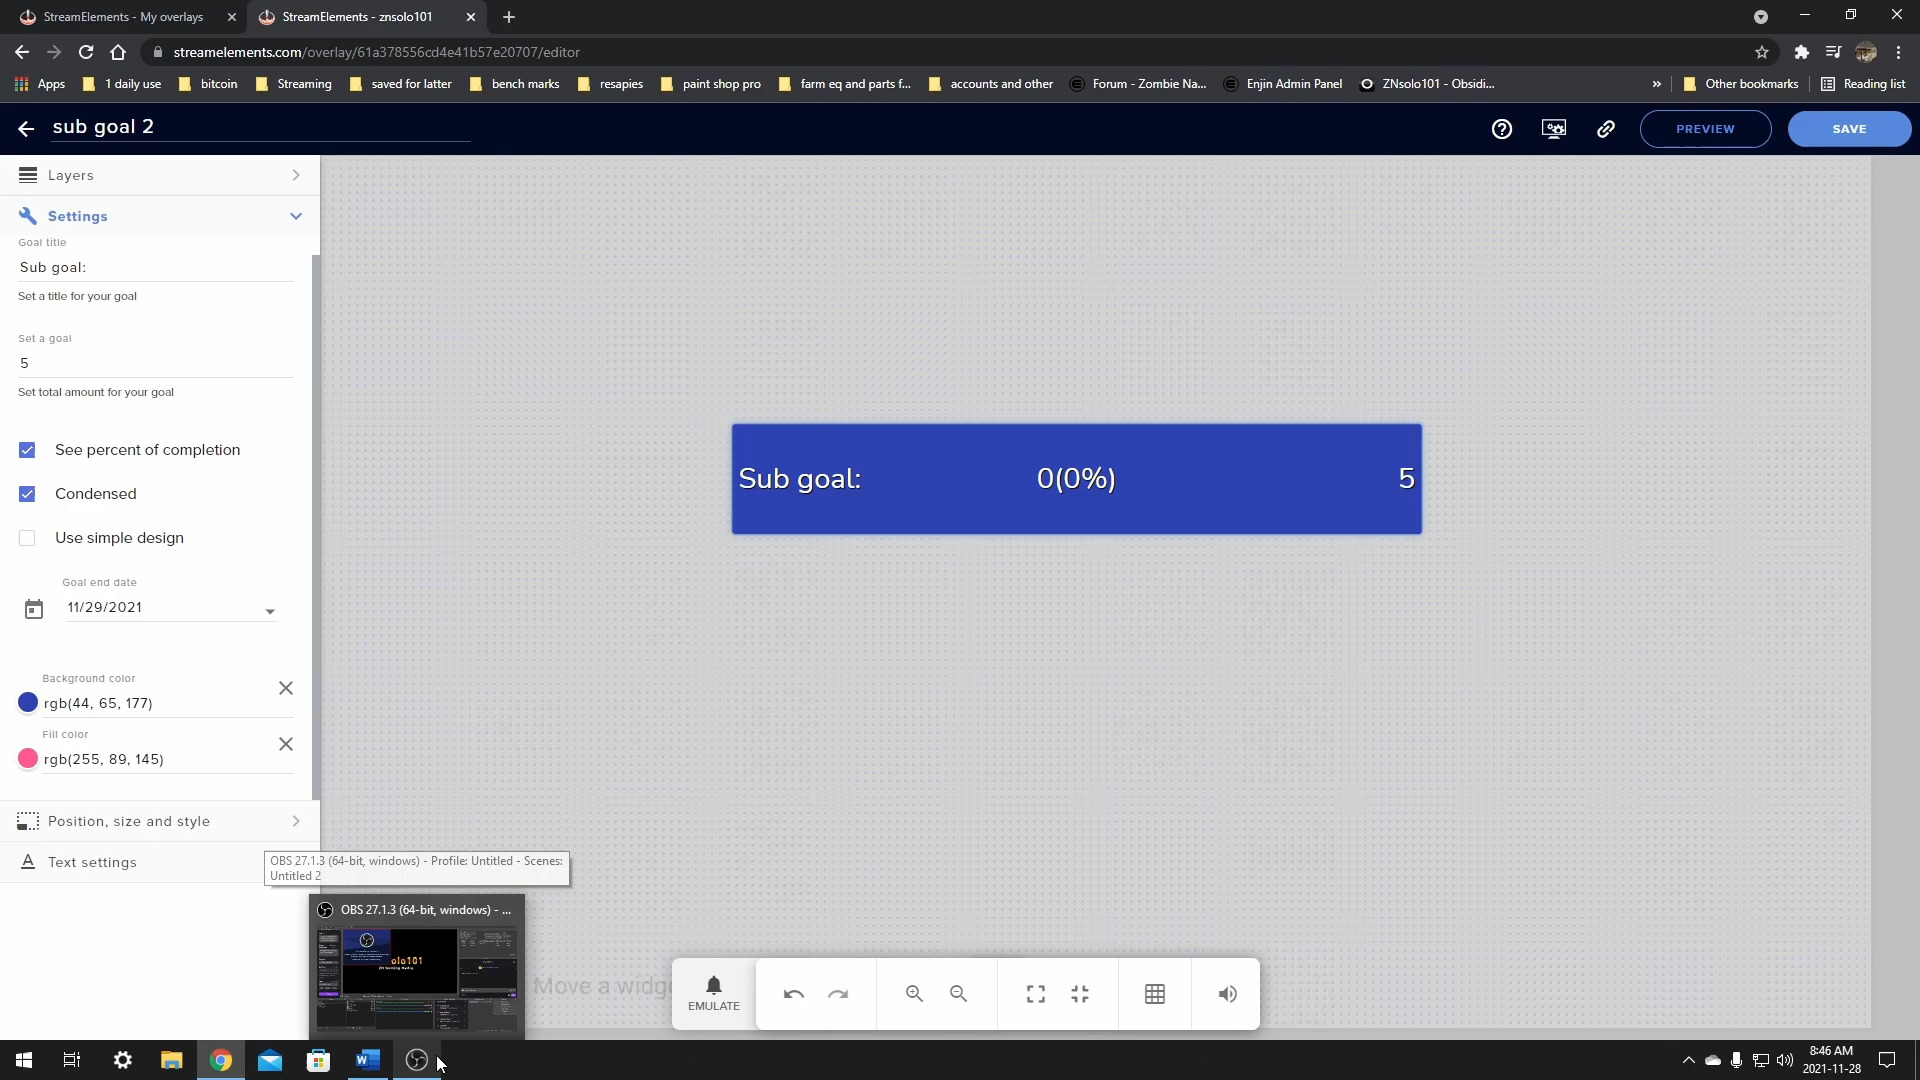 StreamElements - My overlays
StreamElements - znsolo101
streamelements.com/overlay/61a378556cd4e41b57e20707/editor
Apps
1 daily use
bitcoin
Streaming
saved for latter
bench marks
resapies
paint shop pro
farm eq and parts f...
accounts and other
Forum - Zombie Na...
Enjin Admin Panel
ZNsolo101 - Obsidi...
»
Other bookmarks
Reading list
sub goal 2
PREVIEW
SAVE
Layers
Settings
Goal title
Sub goal:
Set a title for your goal
Set a goal
5
Set total amount for your goal
See percent of completion
Condensed
Use simple design
Goal end date
11/29/2021
Background color
rgb(44, 65, 177)
Fill color
rgb(255, 89, 145)
Position, size and style
Text settings
Sub goal: 0(0%) 5
OBS 27.1.3 (64-bit, windows) - Profile: Untitled - Scenes:
Untitled 2
OBS 27.1.3 (64-bit, windows) - ...
olo101
Move a widg
EMULATE
8:46 AM
2021-11-28